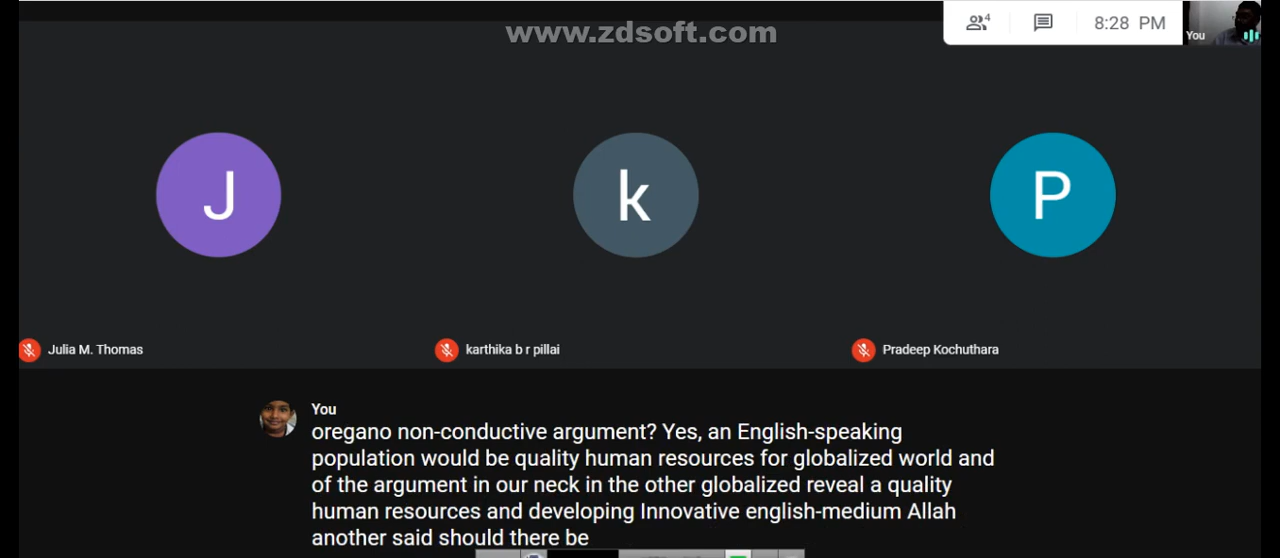 www.zdsoft.com
4
8:28 PM
You
J
k
P
Julia M. Thomas
karthika b r pillai
Pradeep Kochuthara
You
oregano non-conductive argument? Yes, an English-speaking
population would be quality human resources for globalized world and
of the argument in our neck in the other globalized reveal a quality
human resources and developing Innovative english-medium Allah
another said should there be